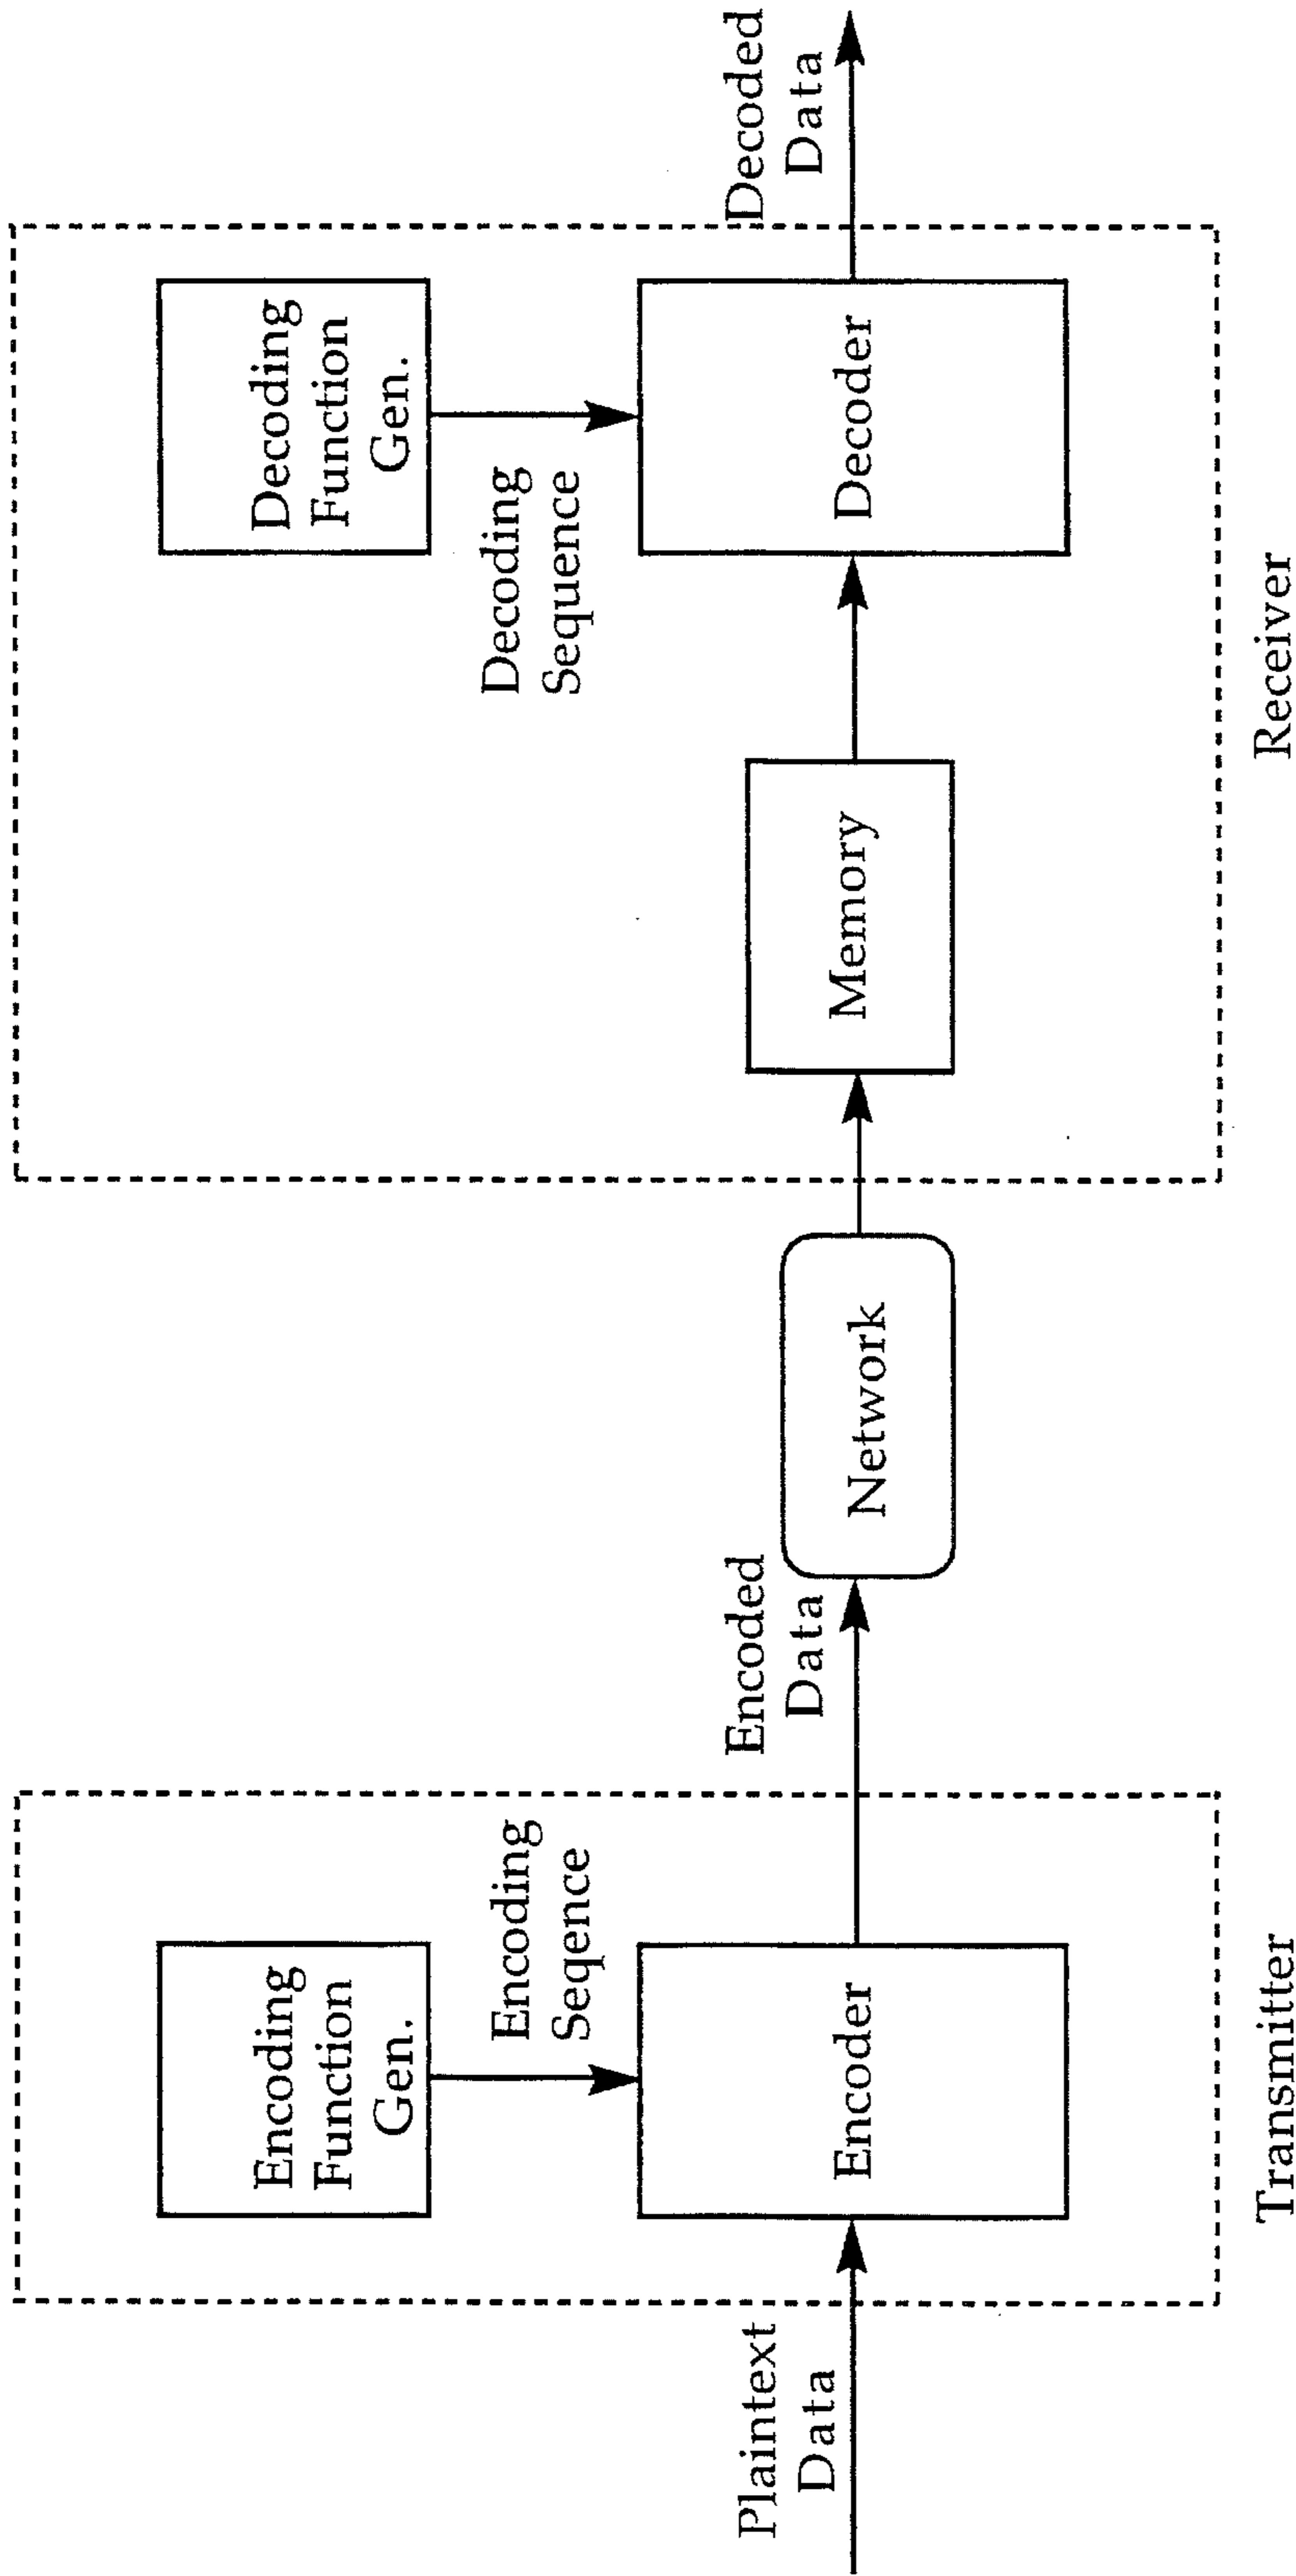 Plaintext
Data
Encoding
Function
Gen.
Encoding
Seqence
Encoder
Transmitter
Encoded
Data
Network
Memory
Decoding
Function
Gen.
Decoding
Sequence
Decoder
Receiver
Decoded
Data